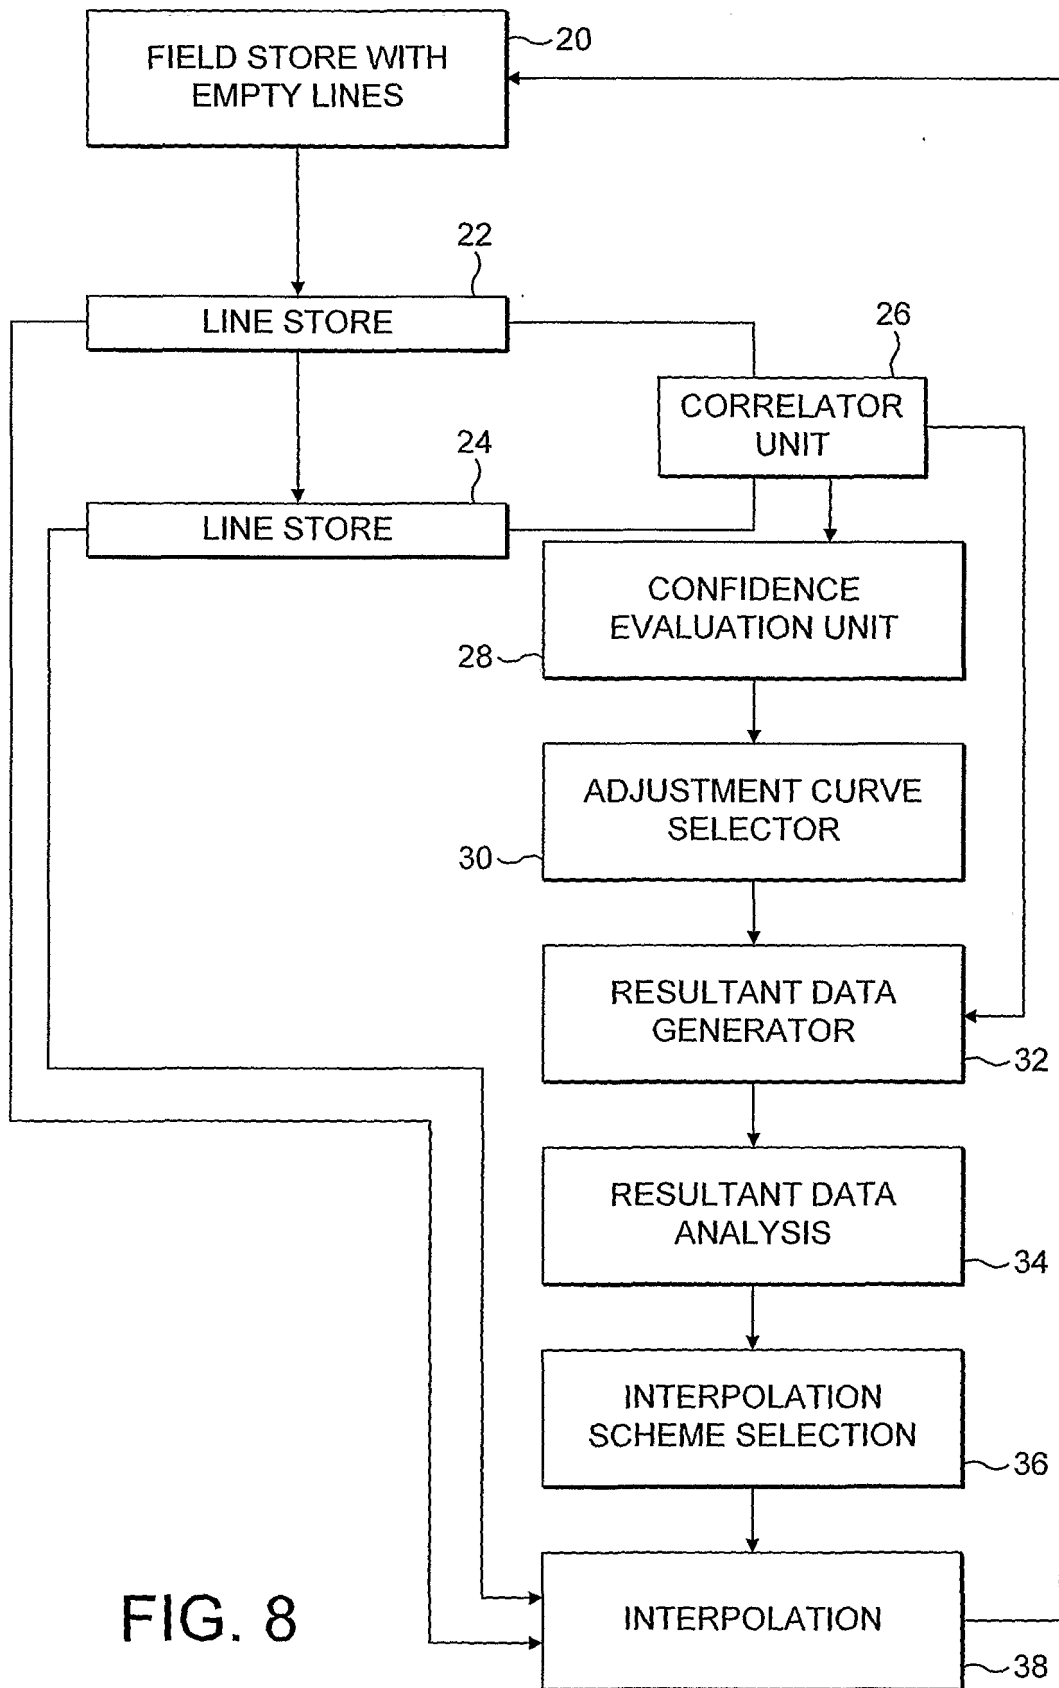 FIELD STORE WITH
EMPTY LINES
20
22
LINE STORE
26
CORRELATOR
UNIT
24
LINE STORE
CONFIDENCE
EVALUATION UNIT
28
ADJUSTMENT CURVE
SELECTOR
30
RESULTANT DATA
GENERATOR
32
RESULTANT DATA
ANALYSIS
34
INTERPOLATION
SCHEME SELECTION
36
INTERPOLATION
38
FIG. 8